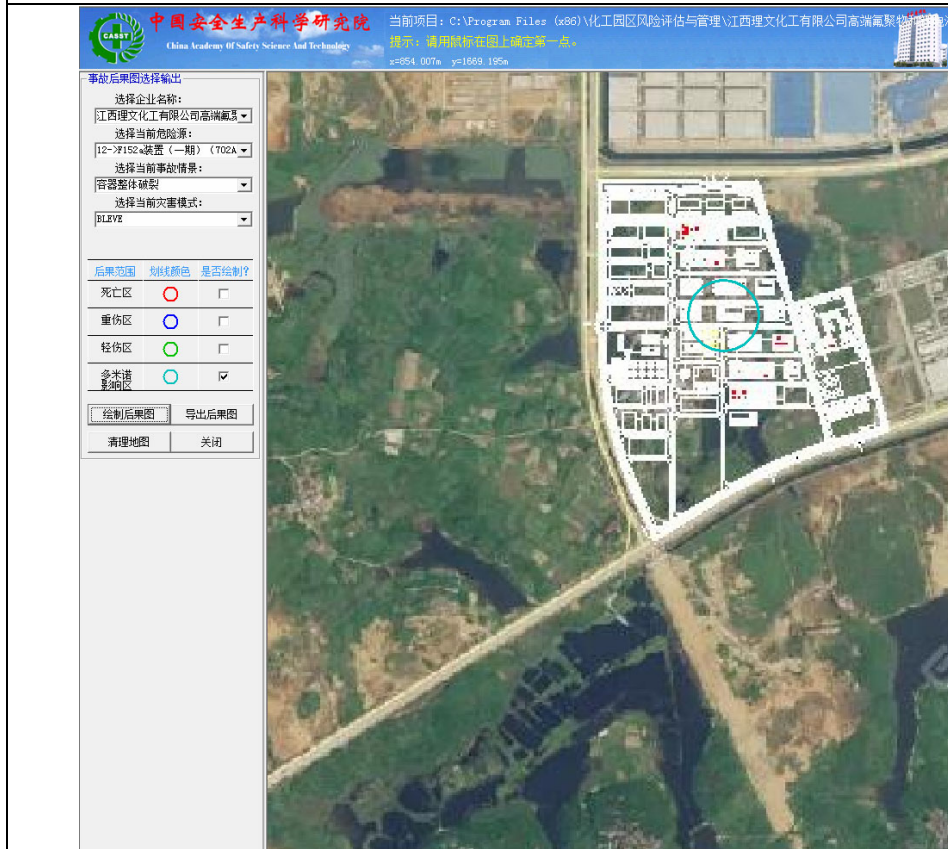 CASST
中国安全生产科学研究院
China Academy Of Safety Science And Technology
当前项目: C:\Program Files (x86)\化工园区风险评估与管理\江西理文化工有限公司高端氟聚物
提示: 请用鼠标在图上确定第一点。
x=854.007m y=1669.195m
事故后果图选择输出
选择企业名称:
江西理文化工有限公司高端氟
选择当前危险源:
12->F152a装置(一期)(702A
选择当前事故情景:
容器整体破裂
选择当前灾害模式:
BLEVE
后果范围 划线颜色 是否绘制?
死亡区
重伤区
轻伤区
多米诺
影响区
绘制后果图 导出后果图
清理地图 关闭